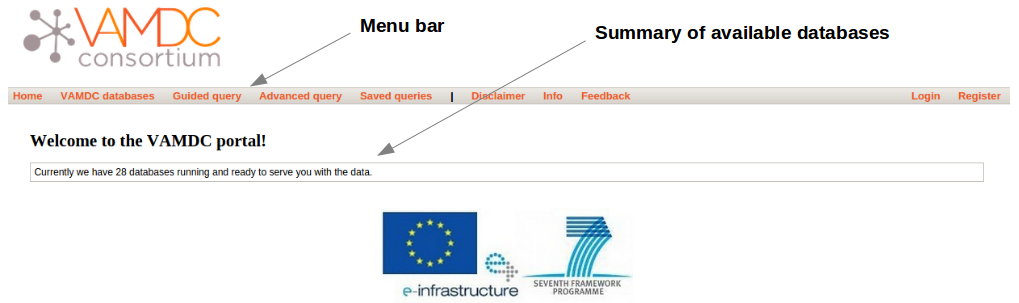 VAMDC
consortium
Menu bar
Summary of available databases
Home VAMDC databases Guided query Advanced query Saved queries | Disclaimer Info Feedback Login Register
Welcome to the VAMDC portal!
Currently we have 28 databases running and ready to serve you with the data.
e-infrastructure
SEVENTH FRAMEWORK
PROGRAMME